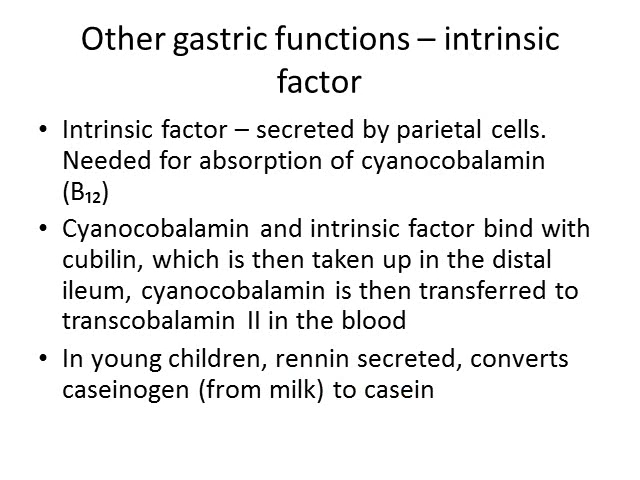 Other gastric functions – intrinsic
factor
• Intrinsic factor – secreted by parietal cells.
Needed for absorption of cyanocobalamin
(B₁₂)
• Cyanocobalamin and intrinsic factor bind with
cubilin, which is then taken up in the distal
ileum, cyanocobalamin is then transferred to
transcobalamin II in the blood
• In young children, rennin secreted, converts
caseinogen (from milk) to casein